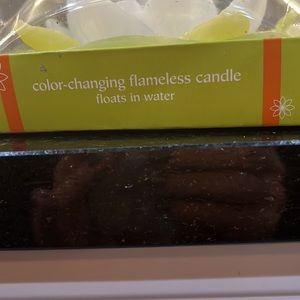 color-changing flameless candle
floats in water